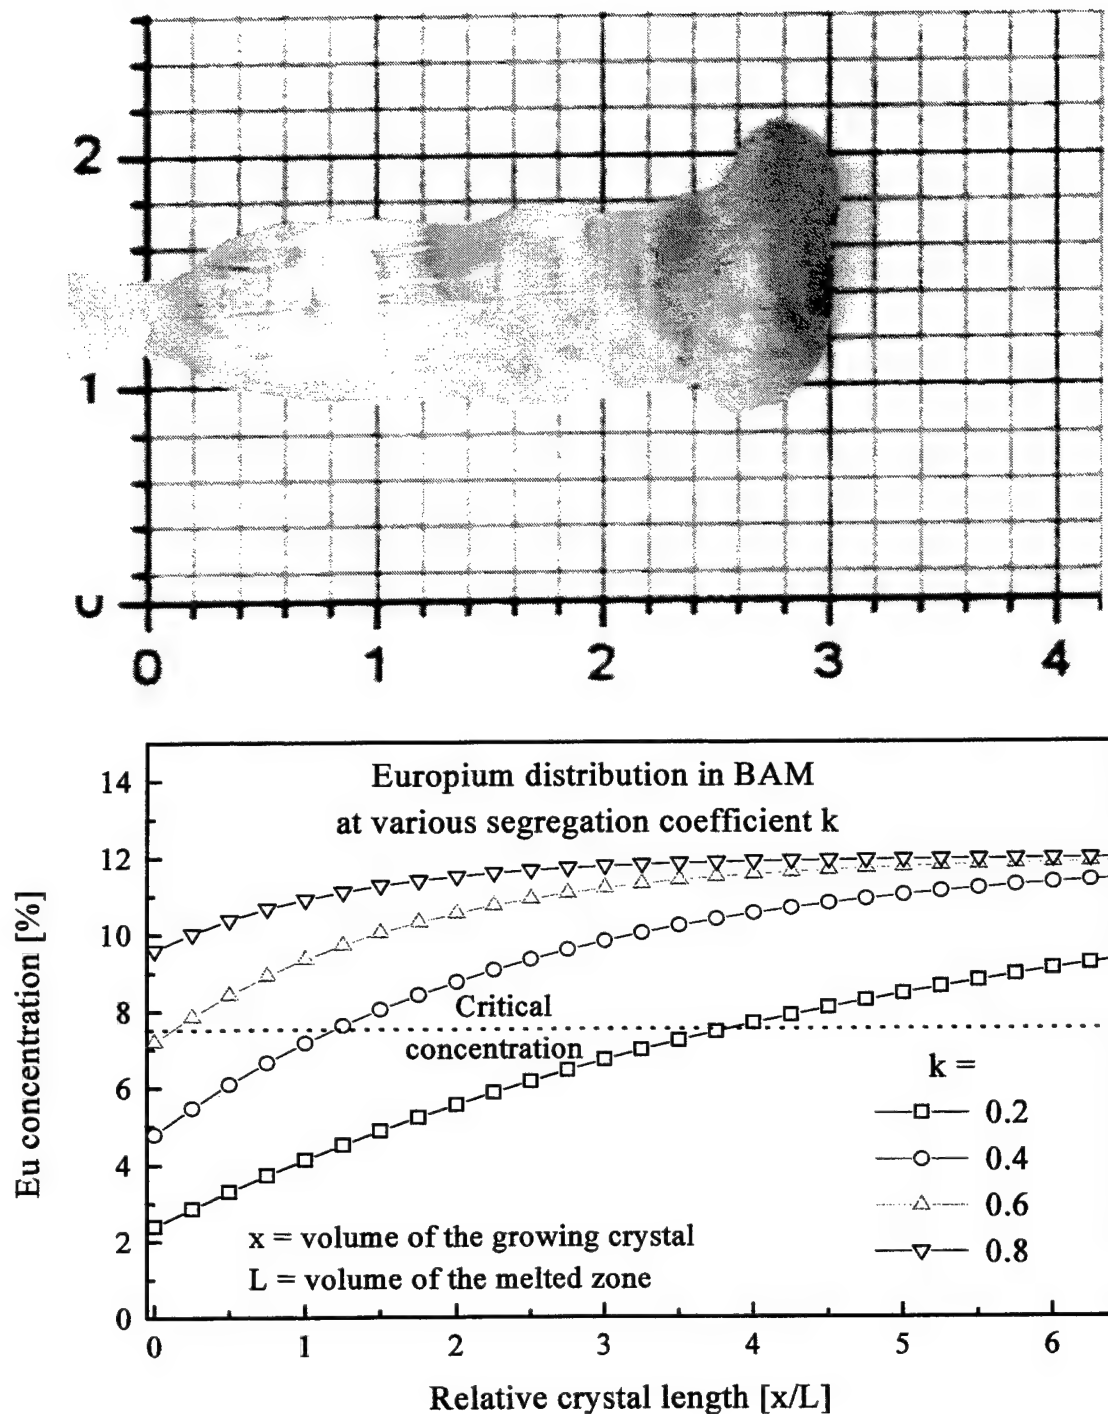 2
1
0
0 1 2 3 4
Europium distribution in BAM
at various segregation coefficient k
14
12
10
8
6
4
2
0
Eu concentration [%]
Critical
concentration
k =
0.2
0.4
0.6
0.8
x = volume of the growing crystal
L = volume of the melted zone
0 1 2 3 4 5 6
Relative crystal length [x/L]